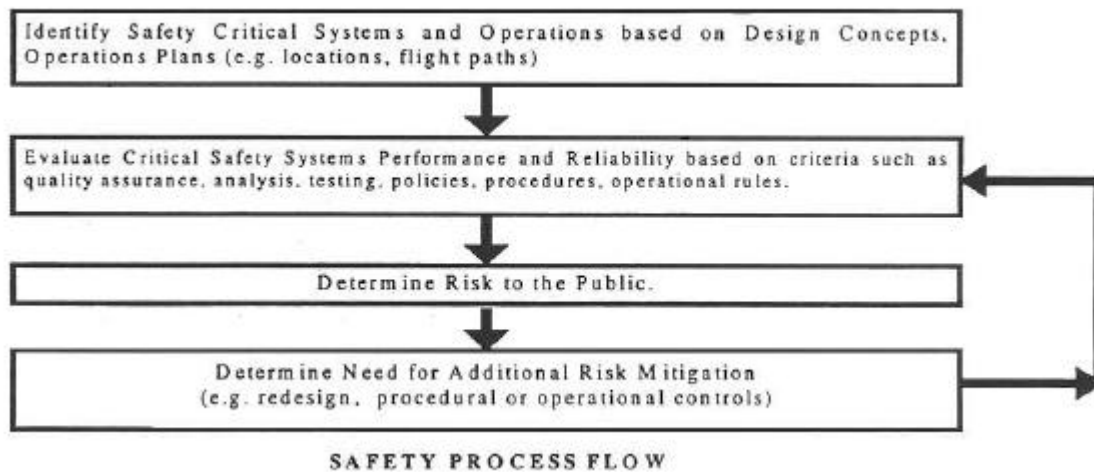 Identify Safety Critical Systems and Operations based on Design Concepts,
Operations Plans (e.g. locations, flight paths)
Evaluate Critical Safety Systems Performance and Reliability based on criteria such as
quality assurance, analysis, testing, policies, procedures, operational rules.
Determine Risk to the Public.
Determine Need for Additional Risk Mitigation
(e.g. redesign, procedural or operational controls)
SAFETY PROCESS FLOW